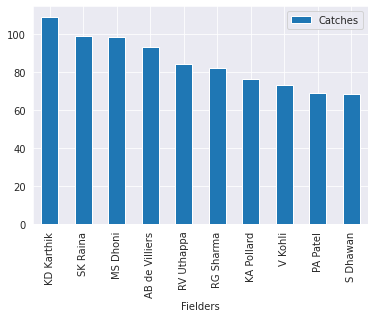 Catches
100
80
60
40
20
0
KD Karthik
SK Raina
MS Dhoni
AB de Villiers
RV Uthappa
RG Sharma
KA Pollard
V Kohli
PA Patel
S Dhawan
Fielders